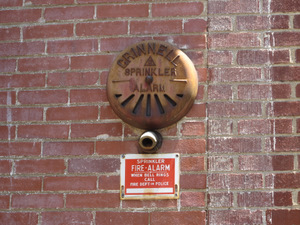 GRINNELL
SPRINKLER
ALARM
SPRINKLER
FIRE-ALARM
WHEN BELL RINGS
CALL
FIRE DEPT OR POLICE